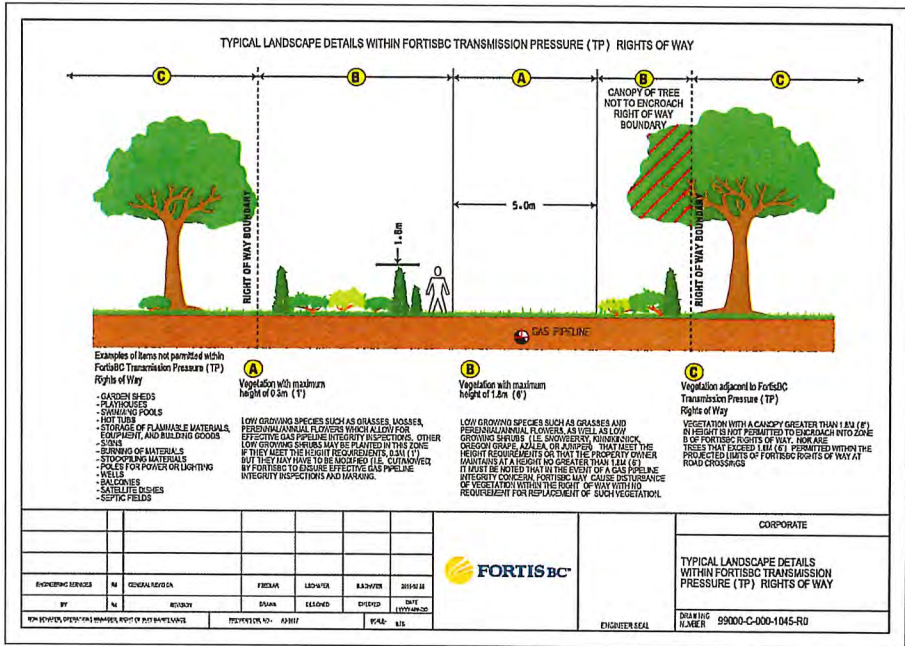 TYPICAL LANDSCAPE DETAILS WITHIN FORTISBC TRANSMISSION PRESSURE (TP) RIGHTS OF WAY
C
B
A
B
C
CANOPY OF TREE
NOT TO ENCROACH
RIGHT OF WAY
BOUNDARY
RIGHT OF WAY BOUNDARY
1.8m
5.0m
RIGHT OF WAY BOUNDARY
GAS PIPELINE
Examples of items not permitted within
FortisBC Transmission Pressure (TP)
Rights of Way
- GARDEN SHEDS
- PLAYHOUSES
- SWIMMING POOLS
- HOT TUBS
- STORAGE OF FLAMMABLE MATERIALS,
EQUIPMENT, AND BUILDING GOODS
- SIGNS
- BURNING OF MATERIALS
- STOCKPILING MATERIALS
- POLES FOR POWER OR LIGHTING
- WELLS
- BALCONIES
- SATELLITE DISHES
- SEPTIC FIELDS
A
Vegetation with maximum
height of 0.3m (1')
LOW GROWING SPECIES SUCH AS GRASSES, MOSSES,
PERENNIAL/ANNUAL FLOWERS WHICH ALLOW FOR
EFFECTIVE GAS PIPELINE INTEGRITY INSPECTIONS. OTHER
LOW GROWING SHRUBS MAY BE PLANTED IN THIS ZONE
IF THEY MEET THE HEIGHT REQUIREMENTS, 0.3M (1')
BUT THEY MAY HAVE TO BE MODIFIED (I.E. CUT/MOVED)
BY FORTISBC TO ENSURE EFFECTIVE GAS PIPELINE
INTEGRITY INSPECTIONS AND MARKING.
B
Vegetation with maximum
height of 1.8m (6')
LOW GROWING SPECIES SUCH AS GRASSES AND
PERENNIAL/ANNUAL FLOWERS, AS WELL AS LOW
GROWING SHRUBS (I.E. SNOWBERRY, KINNIKINNICK,
OREGON GRAPE, AZALEA, OR JUNIPER) THAT MEET THE
HEIGHT REQUIREMENTS OR THAT THE PROPERTY OWNER
MAINTAINS AT A HEIGHT NO GREATER THAN 1.8M (6')
IT MUST BE NOTED THAT IN THE EVENT OF A GAS PIPELINE
INTEGRITY CONCERN, FORTISBC MAY CAUSE DISTURBANCE
OF VEGETATION WITHIN THE RIGHT OF WAY WITH NO
REQUIREMENT FOR REPLACEMENT OF SUCH VEGETATION.
C
Vegetation adjacent to FortisBC
Transmission Pressure (TP)
Rights of Way
VEGETATION WITH A CANOPY GREATER THAN 1.8M (6')
IN HEIGHT IS NOT PERMITTED TO ENCROACH INTO ZONE
B OF FORTISBC RIGHTS OF WAY. NOR ARE
TREES THAT EXCEED 1.8M (6') PERMITTED WITHIN THE
PROJECTED LIMITS OF FORTISBC RIGHTS OF WAY AT
ROAD CROSSINGS
ENGINEERING SERVICES
GENERAL REVISION
BY
REVISION
DRAWN
DESIGNED
CHECKED
DATE
SCALE:
FORTISBC™
ENGINEER SEAL
CORPORATE
TYPICAL LANDSCAPE DETAILS
WITHIN FORTISBC TRANSMISSION
PRESSURE (TP) RIGHTS OF WAY
DRAWING
NUMBER 99000-C-000-1045-R0